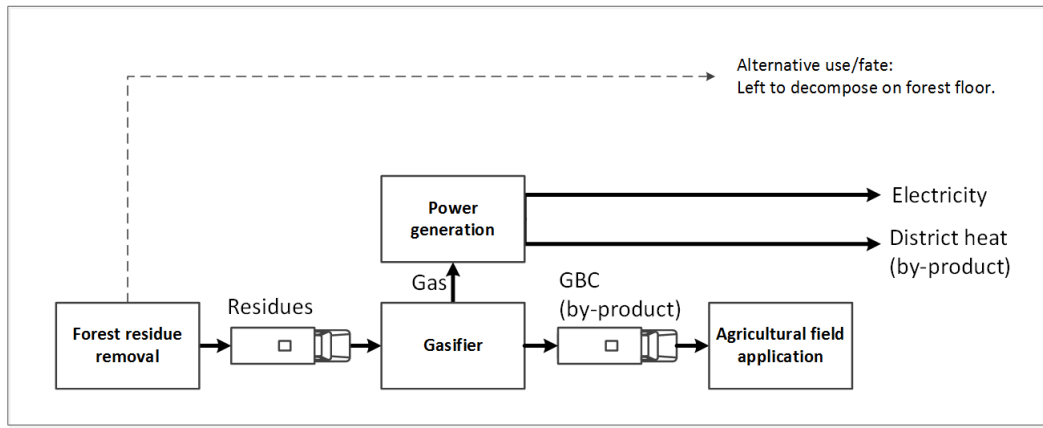 Alternative use/fate:
Left to decompose on forest floor.
Power
generation
Electricity
District heat
(by-product)
Gas
GBC
(by-product)
Residues
Forest residue
removal
Gasifier
Agricultural field
application